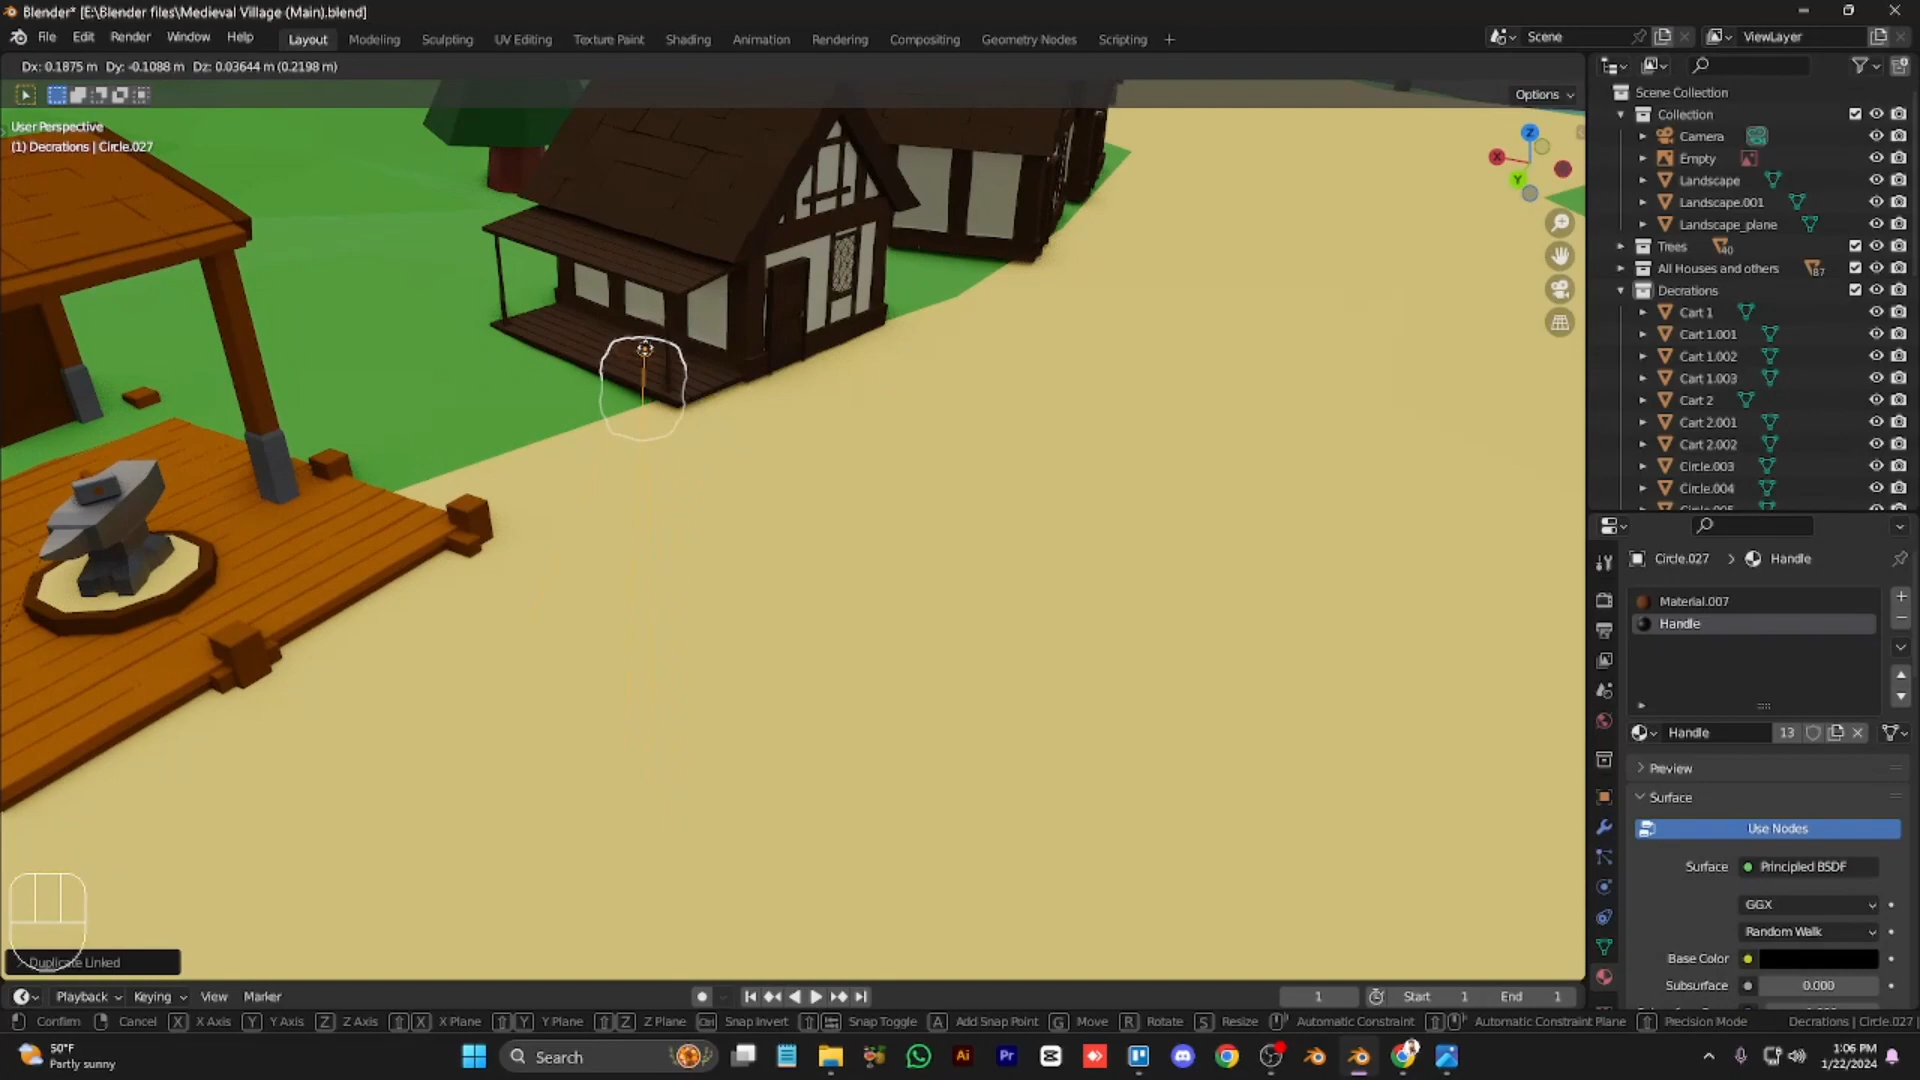 Blender* [E:\Blender files\Medieval Village (Main).blend]
File Edit Render Window Help Layout Modeling Sculpting UV Editing Texture Paint Shading Animation Rendering Compositing Geometry Nodes Scripting + Scene ViewLayer
Dx: 0.1875 m Dy: -0.1088 m Dz: 0.03644 m (0.2198 m)
Options
User Perspective
(1) Decrations | Circle.027
X
Y
Z
Scene Collection
Collection
Camera
Empty
Landscape
Landscape.001
Landscape_plane
Trees 40
All Houses and others 87
Decrations
Cart 1
Cart 1.001
Cart 1.002
Cart 1.003
Cart 2
Cart 2.001
Cart 2.002
Circle.003
Circle.004
Circle.027 > Handle
Material.007
Handle
Handle 13
Preview
Surface
Use Nodes
Surface Principled BSDF
GGX
Random Walk
Base Color
Subsurface 0.000
Duplicate Linked
Playback Keying View Marker 1 Start 1 End 1
Confirm Cancel X X Axis Y Y Axis Z Z Axis X X Plane Y Y Plane Z Z Plane Ctrl Snap Invert Snap Toggle A Add Snap Point G Move R Rotate S Resize Automatic Constraint Automatic Constraint Plane Precision Mode Decrations | Circle.027 |
50°F
Partly sunny
Search
Ai
Pr
1:06 PM
1/22/2024